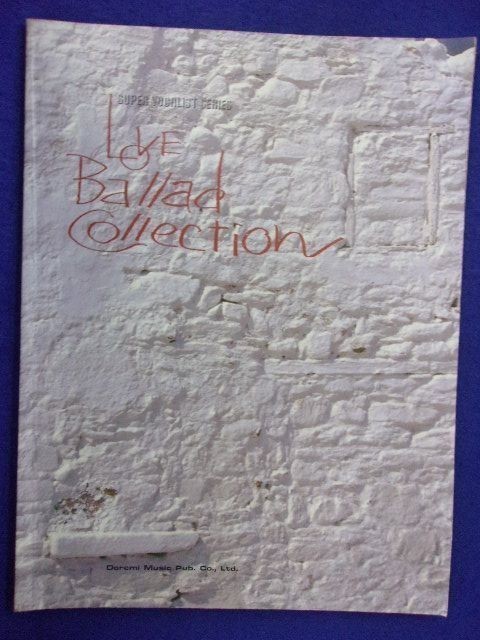 SUPER VOCALIST SERIES
LOVE
Ballad
Collection
Doremi Music Pub. Co., Ltd.